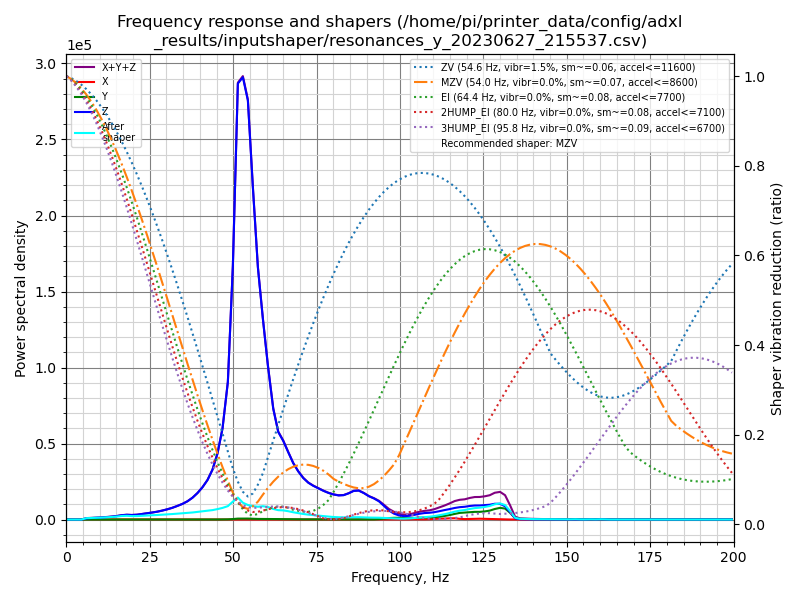 Frequency response and shapers (/home/pi/printer_data/config/adxl
_results/inputshaper/resonances_y_20230627_215537.csv)
1e5
X+Y+Z
X
Y
Z
After
shaper
ZV (54.6 Hz, vibr=1.5%, sm~=0.06, accel<=11600)
MZV (54.0 Hz, vibr=0.0%, sm~=0.07, accel<=8600)
EI (64.4 Hz, vibr=0.0%, sm~=0.08, accel<=7700)
2HUMP_EI (80.0 Hz, vibr=0.0%, sm~=0.08, accel<=7100)
3HUMP_EI (95.8 Hz, vibr=0.0%, sm~=0.09, accel<=6700)
Recommended shaper: MZV
3.0
2.5
2.0
1.5
1.0
0.5
0.0
Power spectral density
1.0
0.8
0.6
0.4
0.2
0.0
Shaper vibration reduction (ratio)
0 25 50 75 100 125 150 175 200
Frequency, Hz